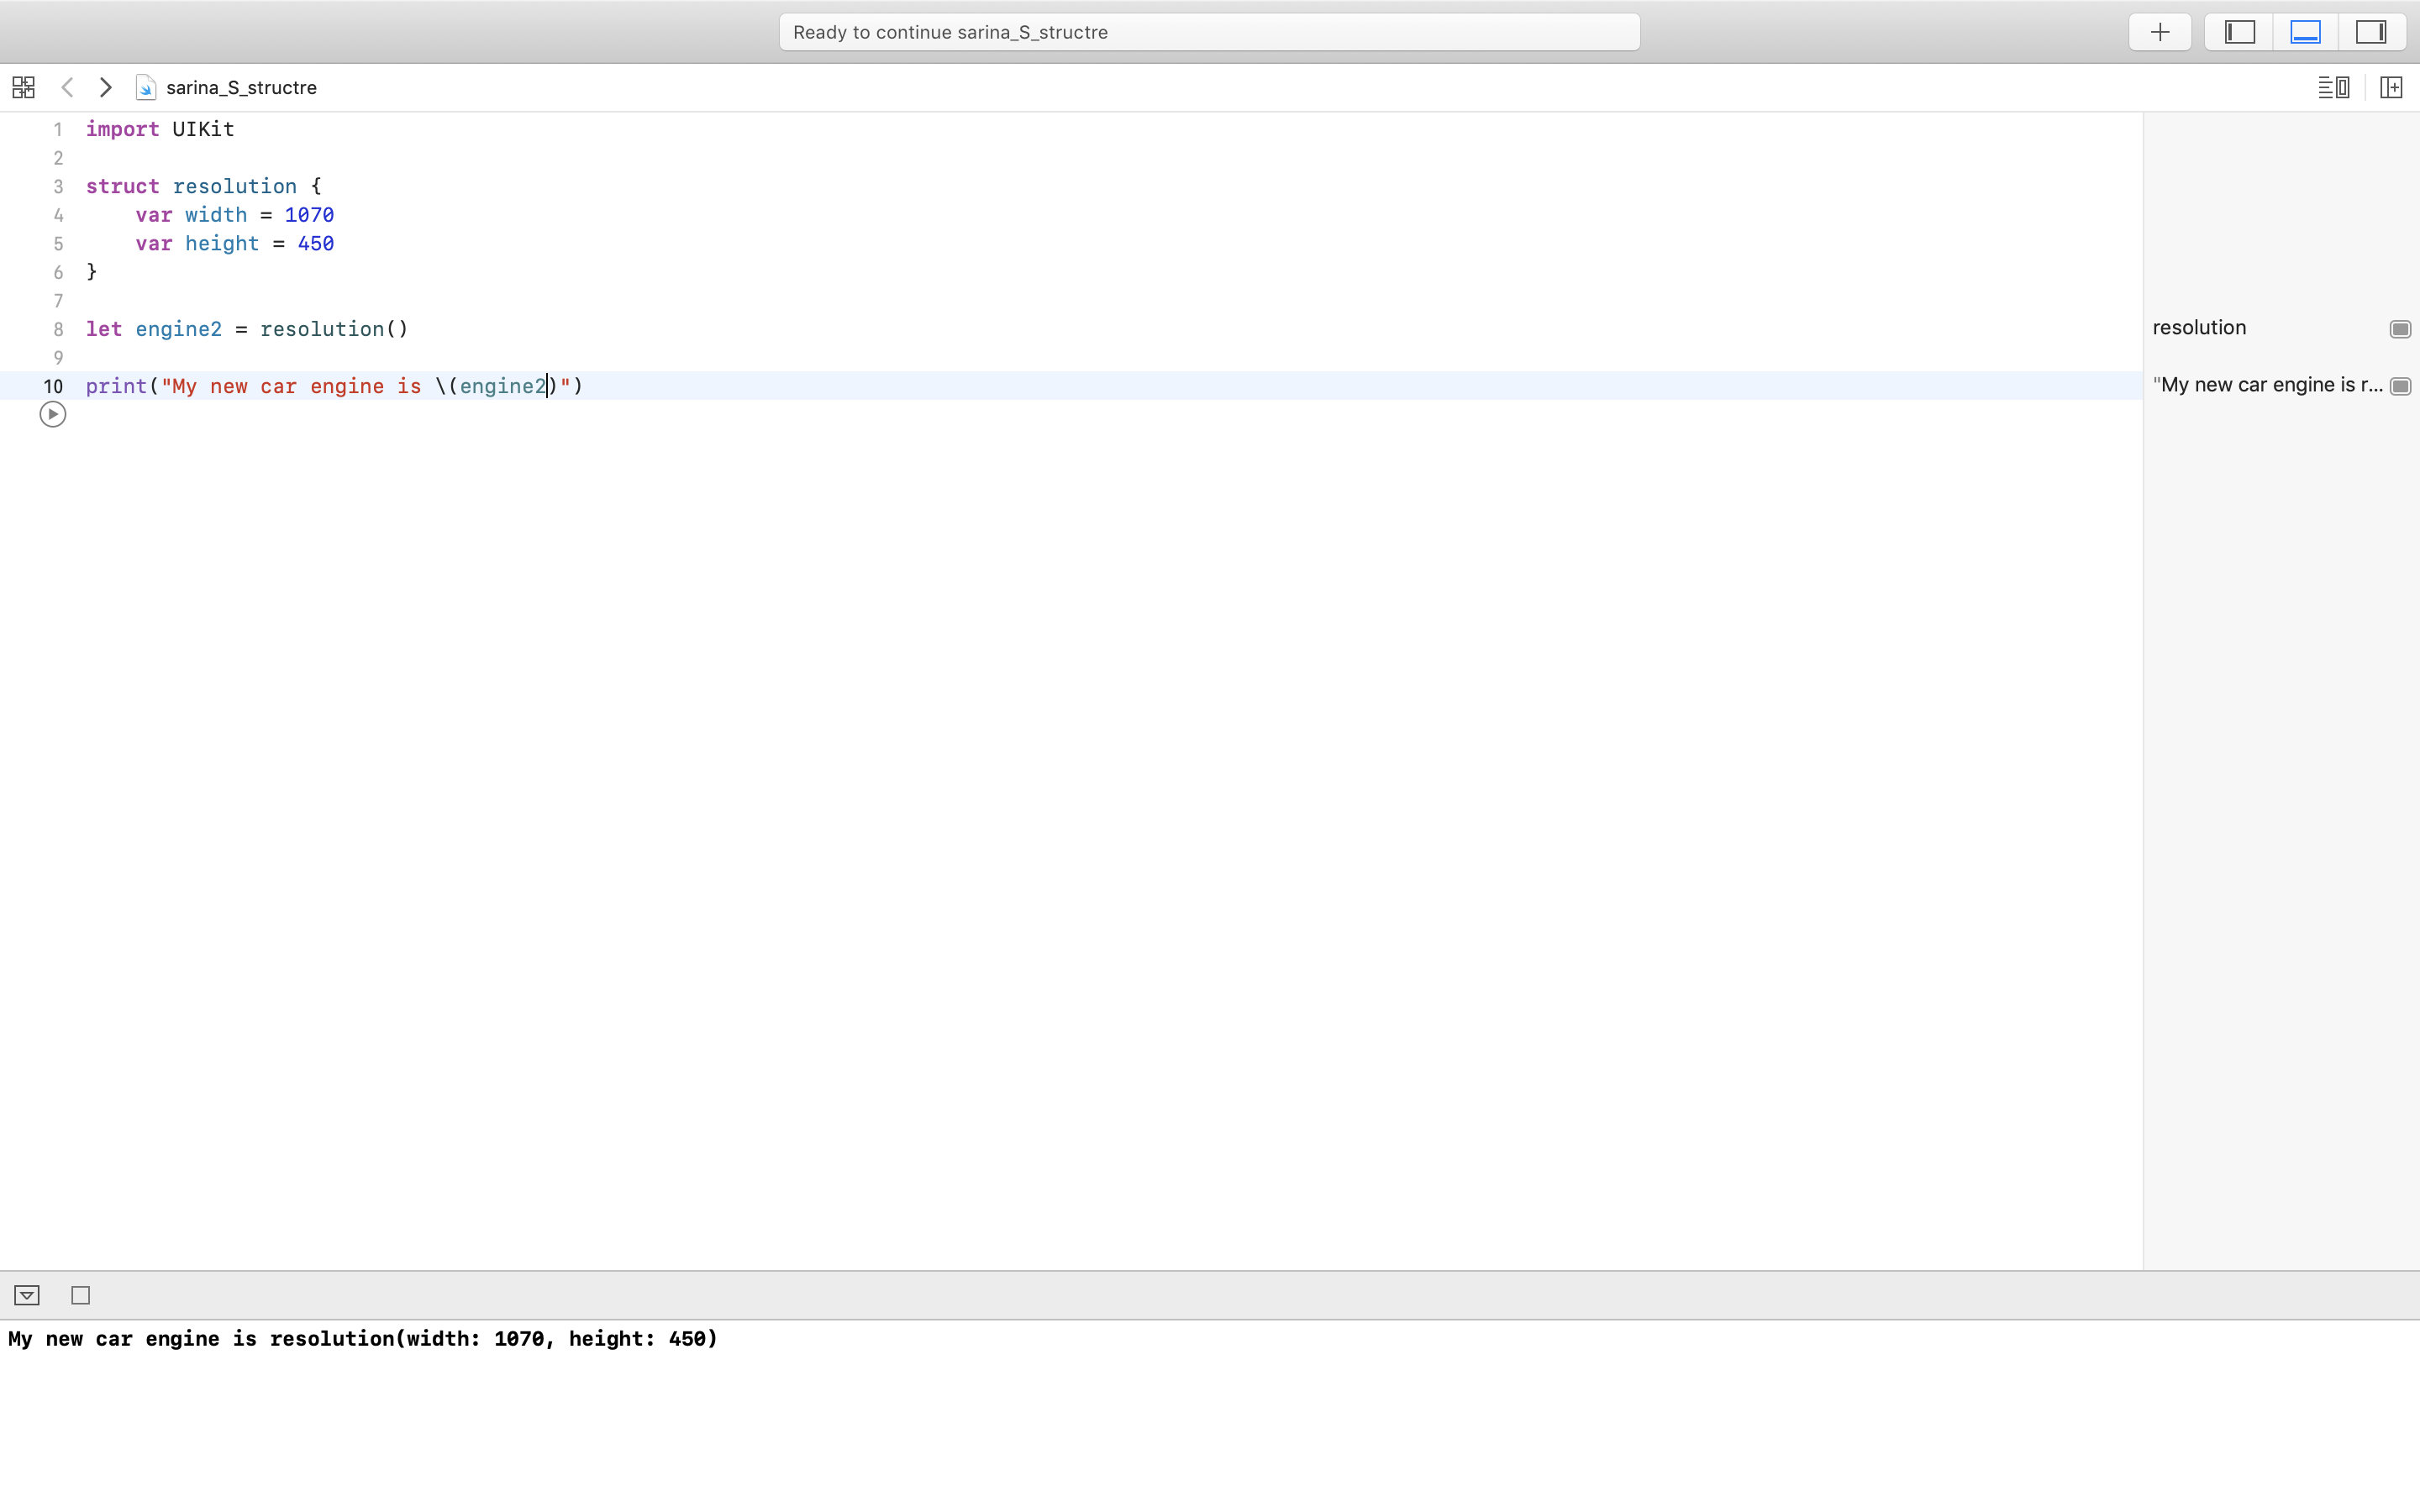 Ready to continue sarina_S_structre
sarina_S_structre
1 import UIKit
2
3 struct resolution {
4     var width = 1070
5     var height = 450
6 }
7
8 let engine2 = resolution()
resolution
9
10 print("My new car engine is \(engine2)")
"My new car engine is r...
My new car engine is resolution(width: 1070, height: 450)